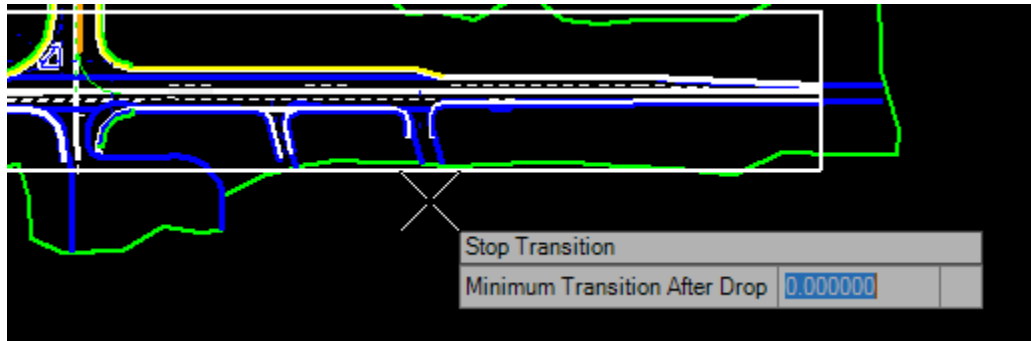 Stop Transition
Minimum Transition After Drop 0.000000